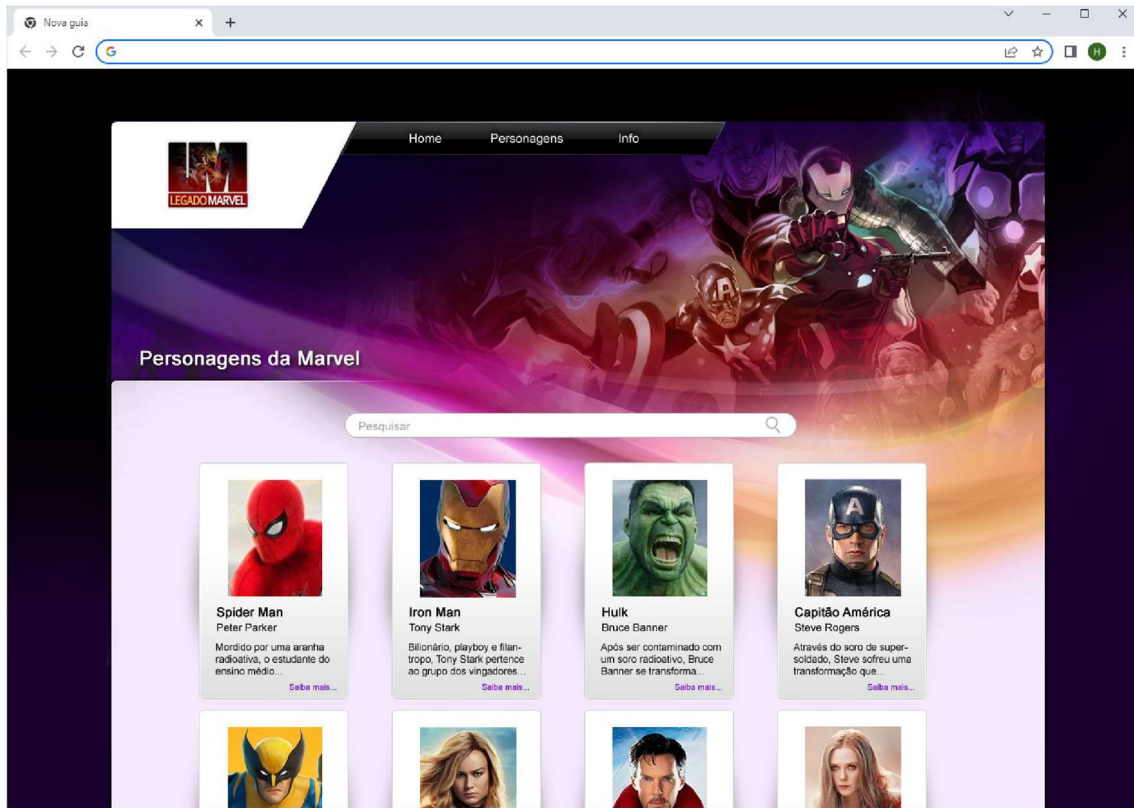 Nova guia
H
Home Personagens Info
LEGADO MARVEL
Personagens da Marvel
Pesquisar
Spider Man
Peter Parker
Mordido por uma aranha
radioativa, o estudante do
ensino médio...
Saiba mais...
Iron Man
Tony Stark
Bilionário, playboy e filan-
tropo, Tony Stark pertence
ao grupo dos vingadores...
Saiba mais...
Hulk
Bruce Banner
Após ser contaminado com
um soro radioativo, Bruce
Banner se transforma...
Saiba mais...
Capitão América
Steve Rogers
Através do soro de super-
soldado, Steve sofreu uma
transformação que...
Saiba mais...